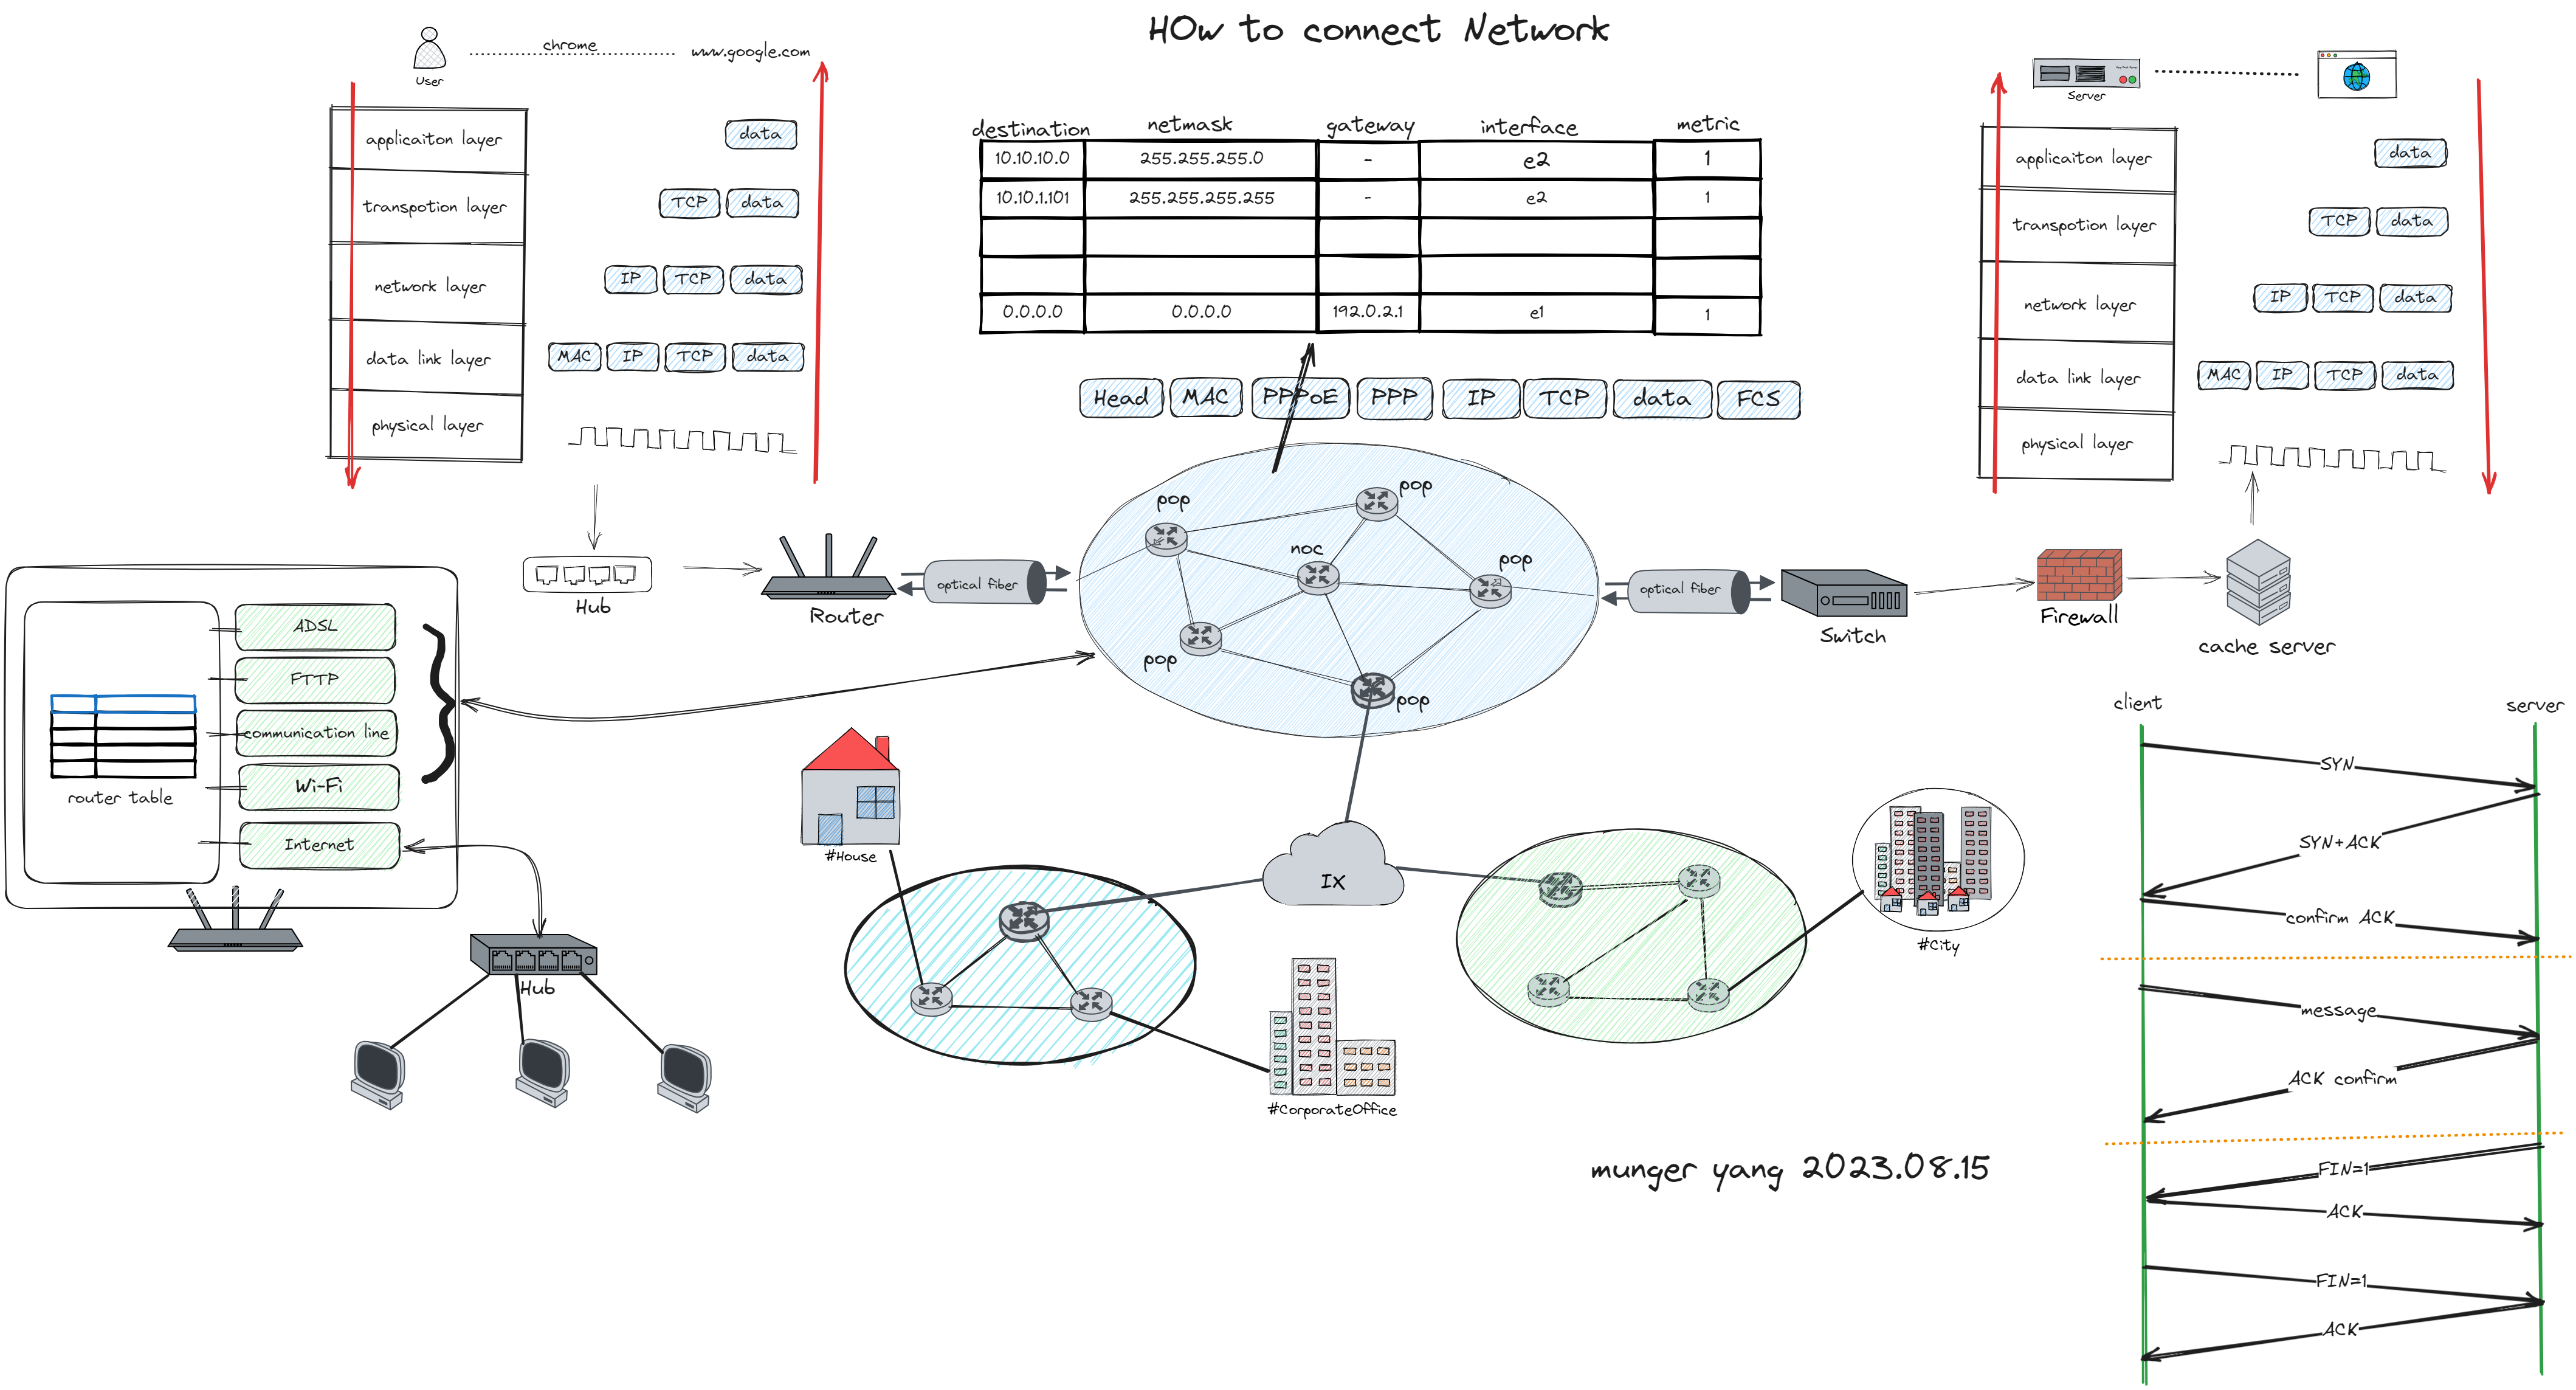 HOw to connect Network
User
chrome
www.google.com
applicaiton layer
transpotion layer
network layer
data link layer
physical layer
data
TCP data
IP TCP data
MAC IP TCP data
destination netmask gateway interface metric
10.10.10.0 255.255.255.0 - e2 1
10.10.1.101 255.255.255.255 - e2 1
0.0.0.0 0.0.0.0 192.0.2.1 e1 1
Head MAC PPPoE PPP IP TCP data FCS
Server
applicaiton layer
transpotion layer
network layer
data link layer
physical layer
data
TCP data
IP TCP data
MAC IP TCP data
Hub
Router
optical fiber
pop
pop
noc
pop
pop
pop
optical fiber
Switch
Firewall
cache server
router table
ADSL
FTTP
communication line
Wi-Fi
Internet
Hub
#House
IX
#CorporateOffice
#City
munger yang 2023.08.15
client
server
SYN
SYN+ACK
confirm ACK
message
ACK confirm
FIN=1
ACK
FIN=1
ACK